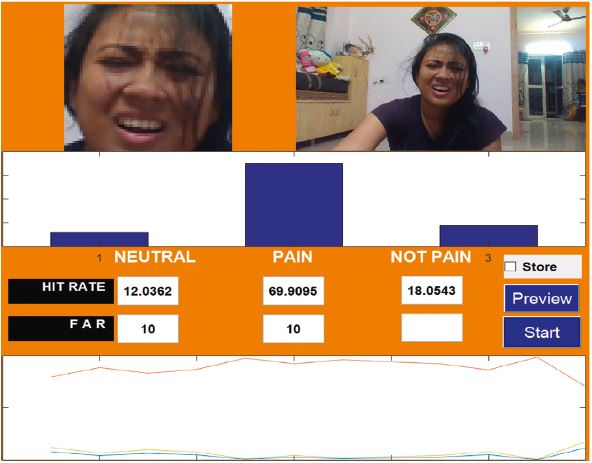 1 NEUTRAL PAIN NOT PAIN 3
Store
HIT RATE 12.0362 69.9095 18.0543
Preview
F A R 10 10
Start